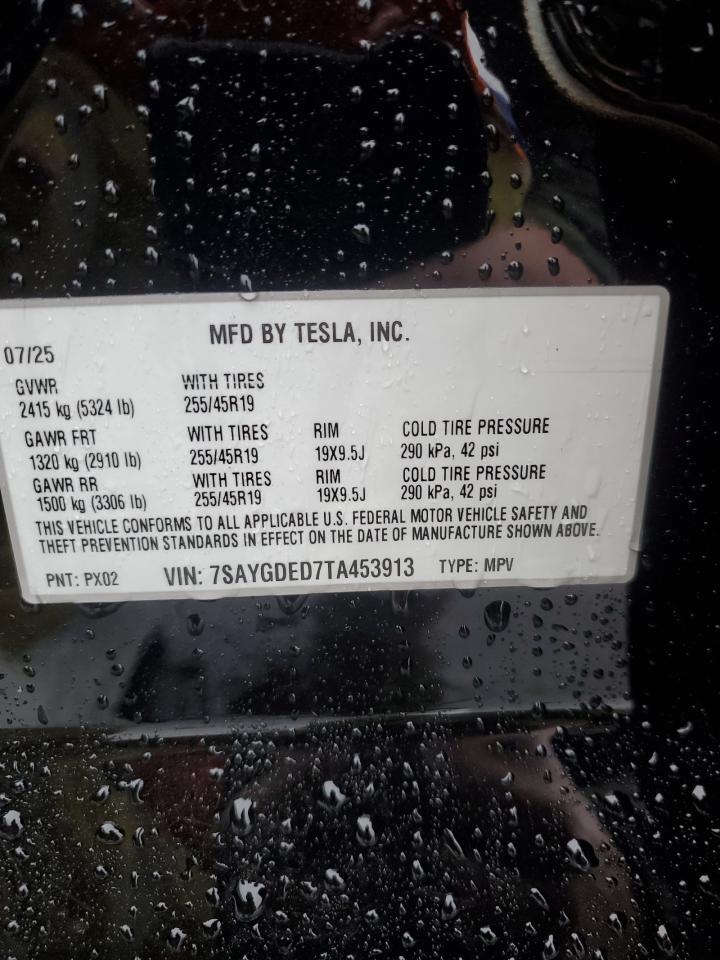 MFD BY TESLA, INC.
07/25
GVWR WITH TIRES
2415 kg (5324 lb) 255/45R19
GAWR FRT WITH TIRES RIM COLD TIRE PRESSURE
1320 kg (2910 lb) 255/45R19 19X9.5J 290 kPa, 42 psi
GAWR RR WITH TIRES RIM COLD TIRE PRESSURE
1500 kg (3306 lb) 255/45R19 19X9.5J 290 kPa, 42 psi
THIS VEHICLE CONFORMS TO ALL APPLICABLE U.S. FEDERAL MOTOR VEHICLE SAFETY AND
THEFT PREVENTION STANDARDS IN EFFECT ON THE DATE OF MANUFACTURE SHOWN ABOVE.
PNT: PX02 VIN: 7SAYGDED7TA453913 TYPE: MPV